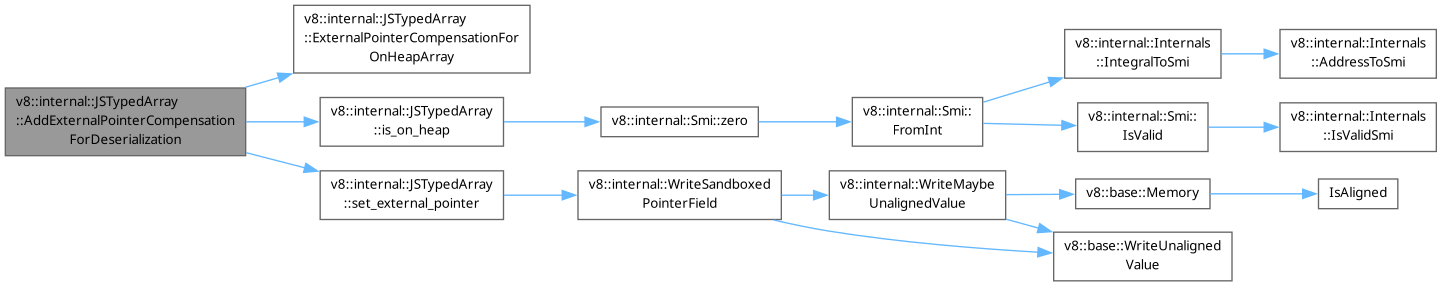 v8::internal::JSTypedArray
::AddExternalPointerCompensation
ForDeserialization
v8::internal::JSTypedArray
::ExternalPointerCompensationFor
OnHeapArray
v8::internal::JSTypedArray
::is_on_heap
v8::internal::Smi::zero
v8::internal::Smi::
FromInt
v8::internal::Internals
::IntegralToSmi
v8::internal::Internals
::AddressToSmi
v8::internal::Smi::
IsValid
v8::internal::Internals
::IsValidSmi
v8::internal::JSTypedArray
::set_external_pointer
v8::internal::WriteSandboxed
PointerField
v8::internal::WriteMaybe
UnalignedValue
v8::base::Memory
IsAligned
v8::base::WriteUnaligned
Value